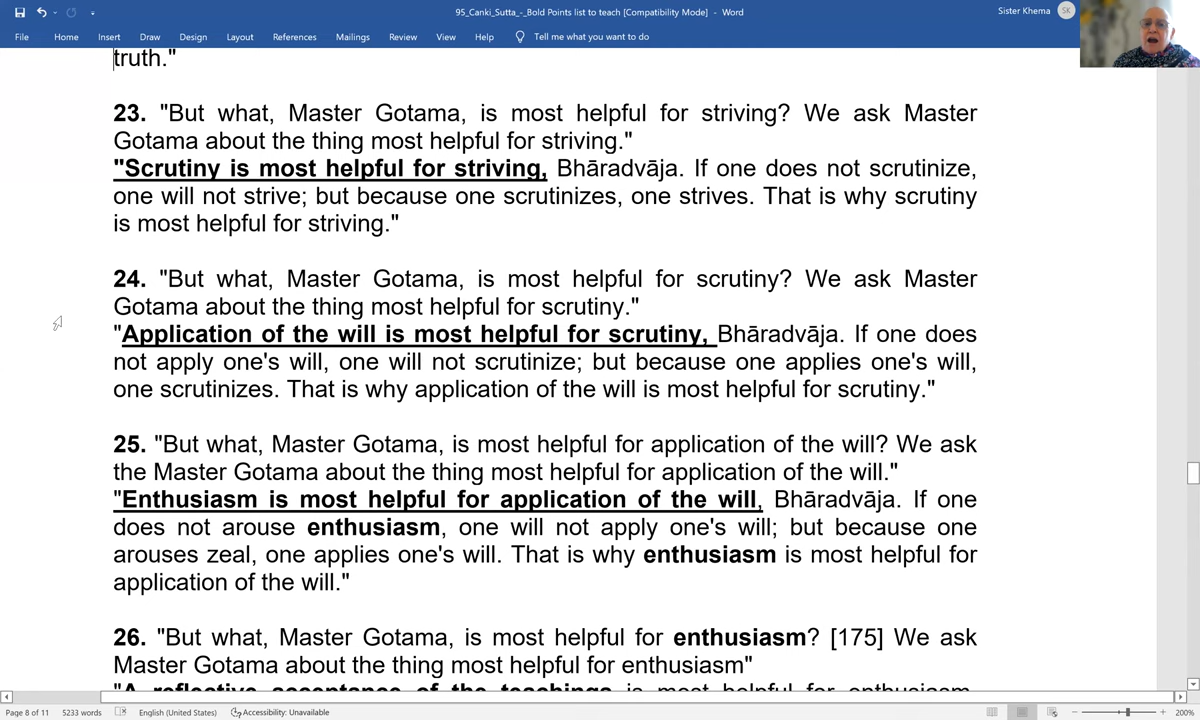 95_Canki_Sutta_-_Bold Points list to teach [Compatibility Mode] - Word
Sister Khema
SK
File Home Insert Draw Design Layout References Mailings Review View Help Tell me what you want to do
truth."
23. "But what, Master Gotama, is most helpful for striving? We ask Master
Gotama about the thing most helpful for striving."
"Scrutiny is most helpful for striving, Bhāradvāja. If one does not scrutinize,
one will not strive; but because one scrutinizes, one strives. That is why scrutiny
is most helpful for striving."
24. "But what, Master Gotama, is most helpful for scrutiny? We ask Master
Gotama about the thing most helpful for scrutiny."
"Application of the will is most helpful for scrutiny, Bhāradvāja. If one does
not apply one's will, one will not scrutinize; but because one applies one's will,
one scrutinizes. That is why application of the will is most helpful for scrutiny."
25. "But what, Master Gotama, is most helpful for application of the will? We ask
the Master Gotama about the thing most helpful for application of the will."
"Enthusiasm is most helpful for application of the will, Bhāradvāja. If one
does not arouse enthusiasm, one will not apply one's will; but because one
arouses zeal, one applies one's will. That is why enthusiasm is most helpful for
application of the will."
26. "But what, Master Gotama, is most helpful for enthusiasm? [175] We ask
Master Gotama about the thing most helpful for enthusiasm"
"A reflective acceptance of the teachings is most helpful for enthusiasm,
Page 8 of 11 5233 words English (United States) Accessibility: Unavailable 200%